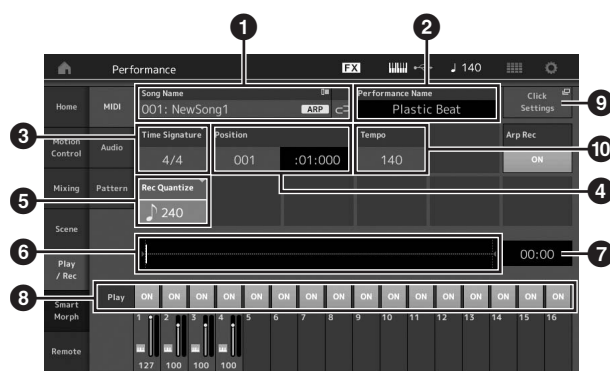 1
2
Performance
FX
♩ 140
Home
MIDI
Song Name
001: NewSong1
ARP
Performance Name
Plastic Beat
Click Settings
9
3
Motion Control
Audio
Time Signature
4/4
Position
001
:01:000
Tempo
140
Arp Rec
ON
10
4
5
Mixing
Pattern
Rec Quantize
♪ 240
6
Scene
Play / Rec
00:00
7
8
Play
ON ON ON ON ON ON ON ON ON ON ON ON ON ON ON ON
Smart Morph
1 2 3 4 5 6 7 8 9 10 11 12 13 14 15 16
Remote
127 100 100 100